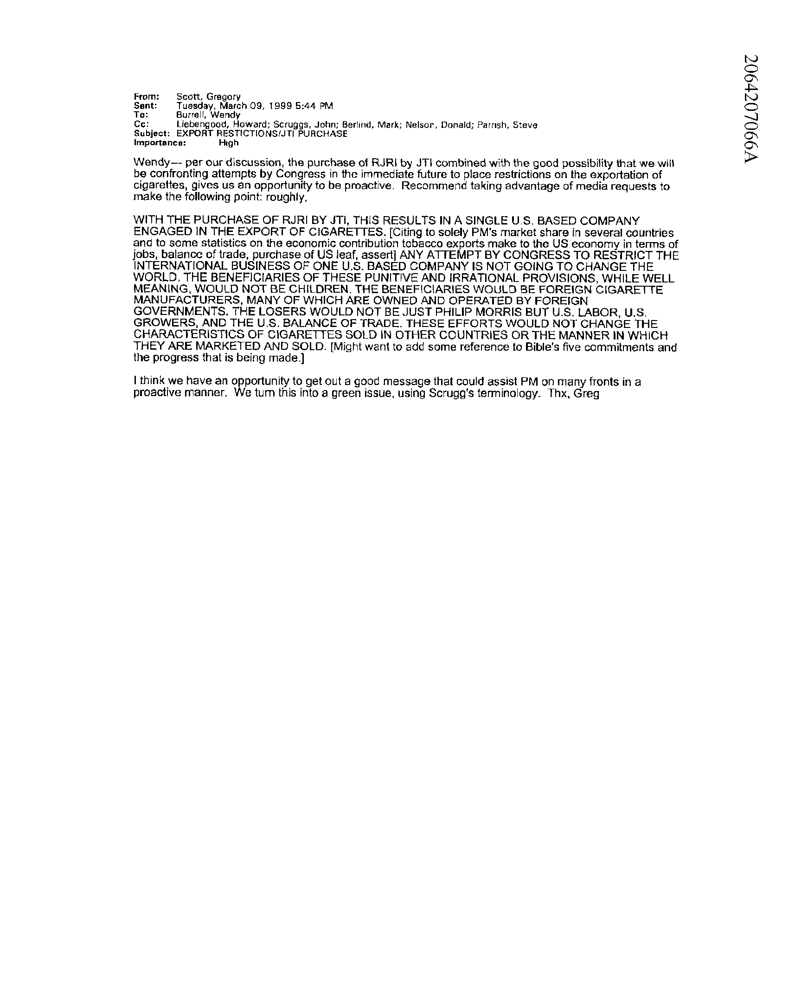 2064207066A
From: Scott, Gregory
Sent: Tuesday, March 09, 1999 5:44 PM
To: Burrell, Wendy
Cc: Liebengood, Howard; Scruggs, John; Berlind, Mark; Nelson, Donald; Parrish, Steve
Subject: EXPORT RESTICTIONS/JTI PURCHASE
Importance: High
Wendy--- per our discussion, the purchase of RJRI by JTI combined with the good possibility that we will
be confronting attempts by Congress in the immediate future to place restrictions on the exportation of
cigarettes, gives us an opportunity to be proactive. Recommend taking advantage of media requests to
make the following point: roughly,
WITH THE PURCHASE OF RJRI BY JTI, THIS RESULTS IN A SINGLE U.S. BASED COMPANY
ENGAGED IN THE EXPORT OF CIGARETTES. [Citing to solely PM's market share in several countries
and to some statistics on the economic contribution tobacco exports make to the US economy in terms of
jobs, balance of trade, purchase of US leaf, assert] ANY ATTEMPT BY CONGRESS TO RESTRICT THE
INTERNATIONAL BUSINESS OF ONE U.S. BASED COMPANY IS NOT GOING TO CHANGE THE
WORLD. THE BENEFICIARIES OF THESE PUNITIVE AND IRRATIONAL PROVISIONS, WHILE WELL
MEANING, WOULD NOT BE CHILDREN. THE BENEFICIARIES WOULD BE FOREIGN CIGARETTE
MANUFACTURERS, MANY OF WHICH ARE OWNED AND OPERATED BY FOREIGN
GOVERNMENTS. THE LOSERS WOULD NOT BE JUST PHILIP MORRIS BUT U.S. LABOR, U.S.
GROWERS, AND THE U.S. BALANCE OF TRADE. THESE EFFORTS WOULD NOT CHANGE THE
CHARACTERISTICS OF CIGARETTES SOLD IN OTHER COUNTRIES OR THE MANNER IN WHICH
THEY ARE MARKETED AND SOLD. [Might want to add some reference to Bible's five commitments and
the progress that is being made.]
I think we have an opportunity to get out a good message that could assist PM on many fronts in a
proactive manner. We turn this into a green issue, using Scrugg's terminology. Thx, Greg